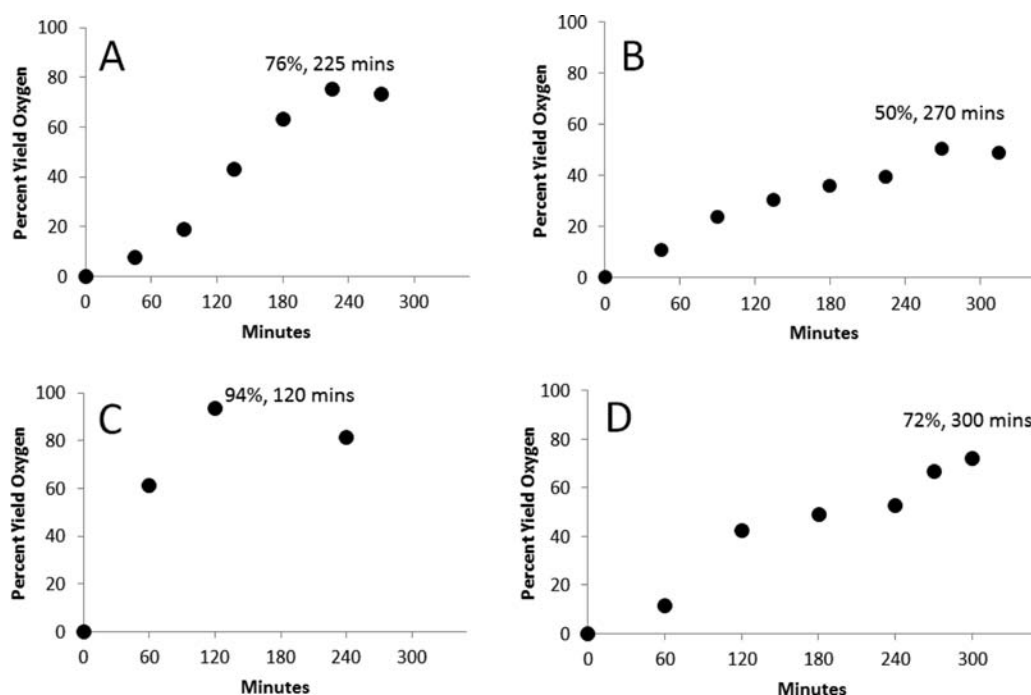 A
76%, 225 mins
Percent Yield Oxygen
100
80
60
40
20
0
0 60 120 180 240 300
Minutes
B
50%, 270 mins
Percent Yield Oxygen
100
80
60
40
20
0
0 60 120 180 240 300
Minutes
C
94%, 120 mins
Percent Yield Oxygen
100
80
60
40
20
0
0 60 120 180 240 300
Minutes
D
72%, 300 mins
Percent Yield Oxygen
100
80
60
40
20
0
0 60 120 180 240 300
Minutes